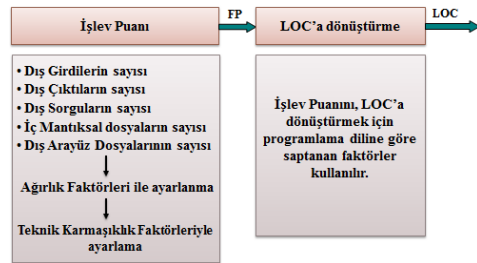 İşlev Puanı
FP
LOC'a dönüştürme
LOC
• Dış Girdilerin sayısı
• Dış Çıktıların sayısı
• Dış Sorguların sayısı
• İç Mantıksal dosyaların sayısı
• Dış Arayüz Dosyalarının sayısı
Ağırlık Faktörleri ile ayarlanma
Teknik Karmaşıklık Faktörleriyle
ayarlama
İşlev Puanını, LOC'a
dönüştürmek için
programlama diline göre
saptanan faktörler
kullanılır.